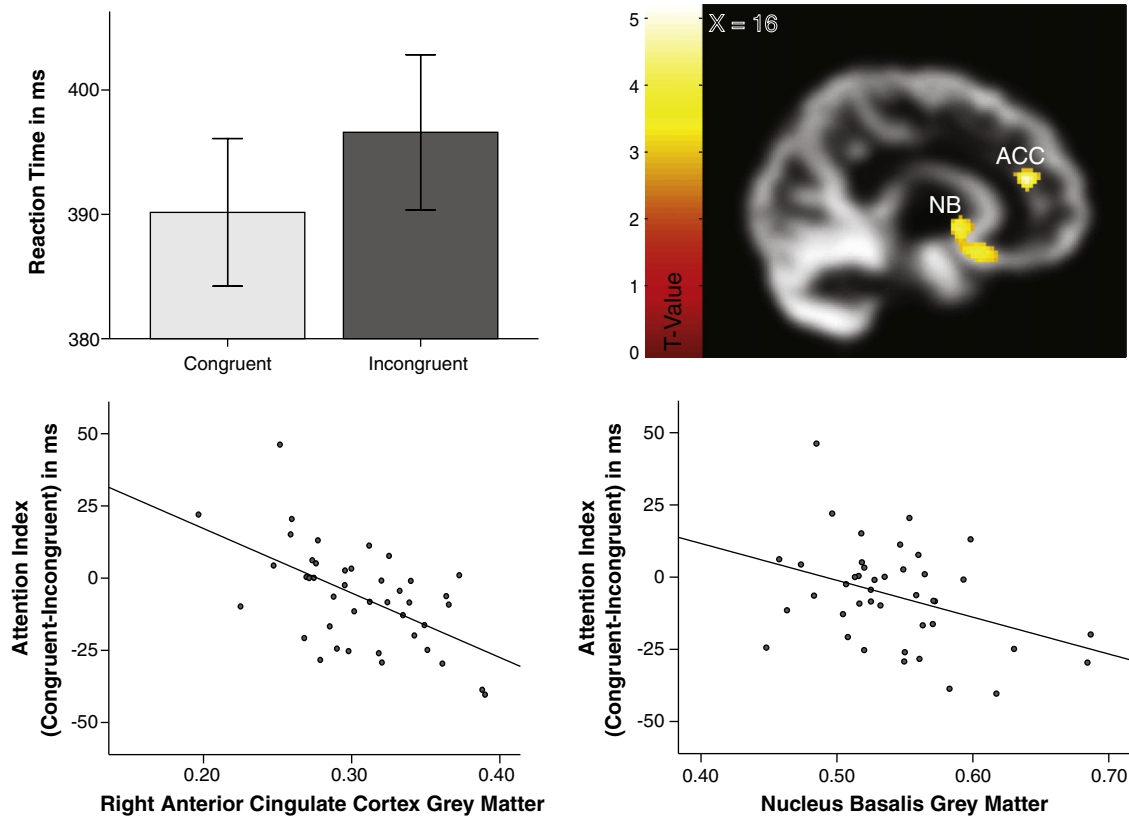 Reaction Time in ms
400
390
380
Congruent
Incongruent
5
4
3
2
1
0
T-Value
X = 16
ACC
NB
Attention Index
(Congruent-Incongruent) in ms
50
25
0
-25
-50
0.20
0.30
0.40
Right Anterior Cingulate Cortex Grey Matter
Attention Index
(Congruent-Incongruent) in ms
50
25
0
-25
-50
0.40
0.50
0.60
0.70
Nucleus Basalis Grey Matter